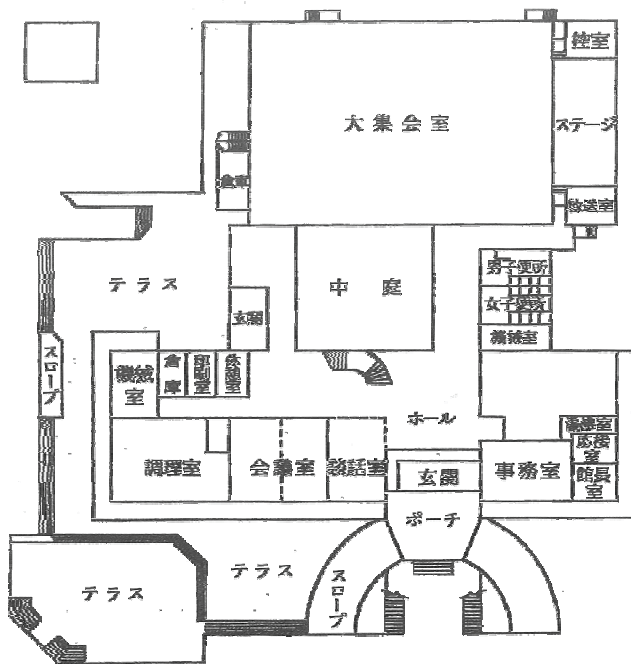 控室
大集会室
ステージ
倉庫
放送室
男子便所
テラス
中庭
女子便所
玄関
機械室
倉庫
印刷室
スロープ
ホール
調理室
会議室
談話室
玄関
事務室
応接室
館長室
ポーチ
テラス
テラス
スロープ